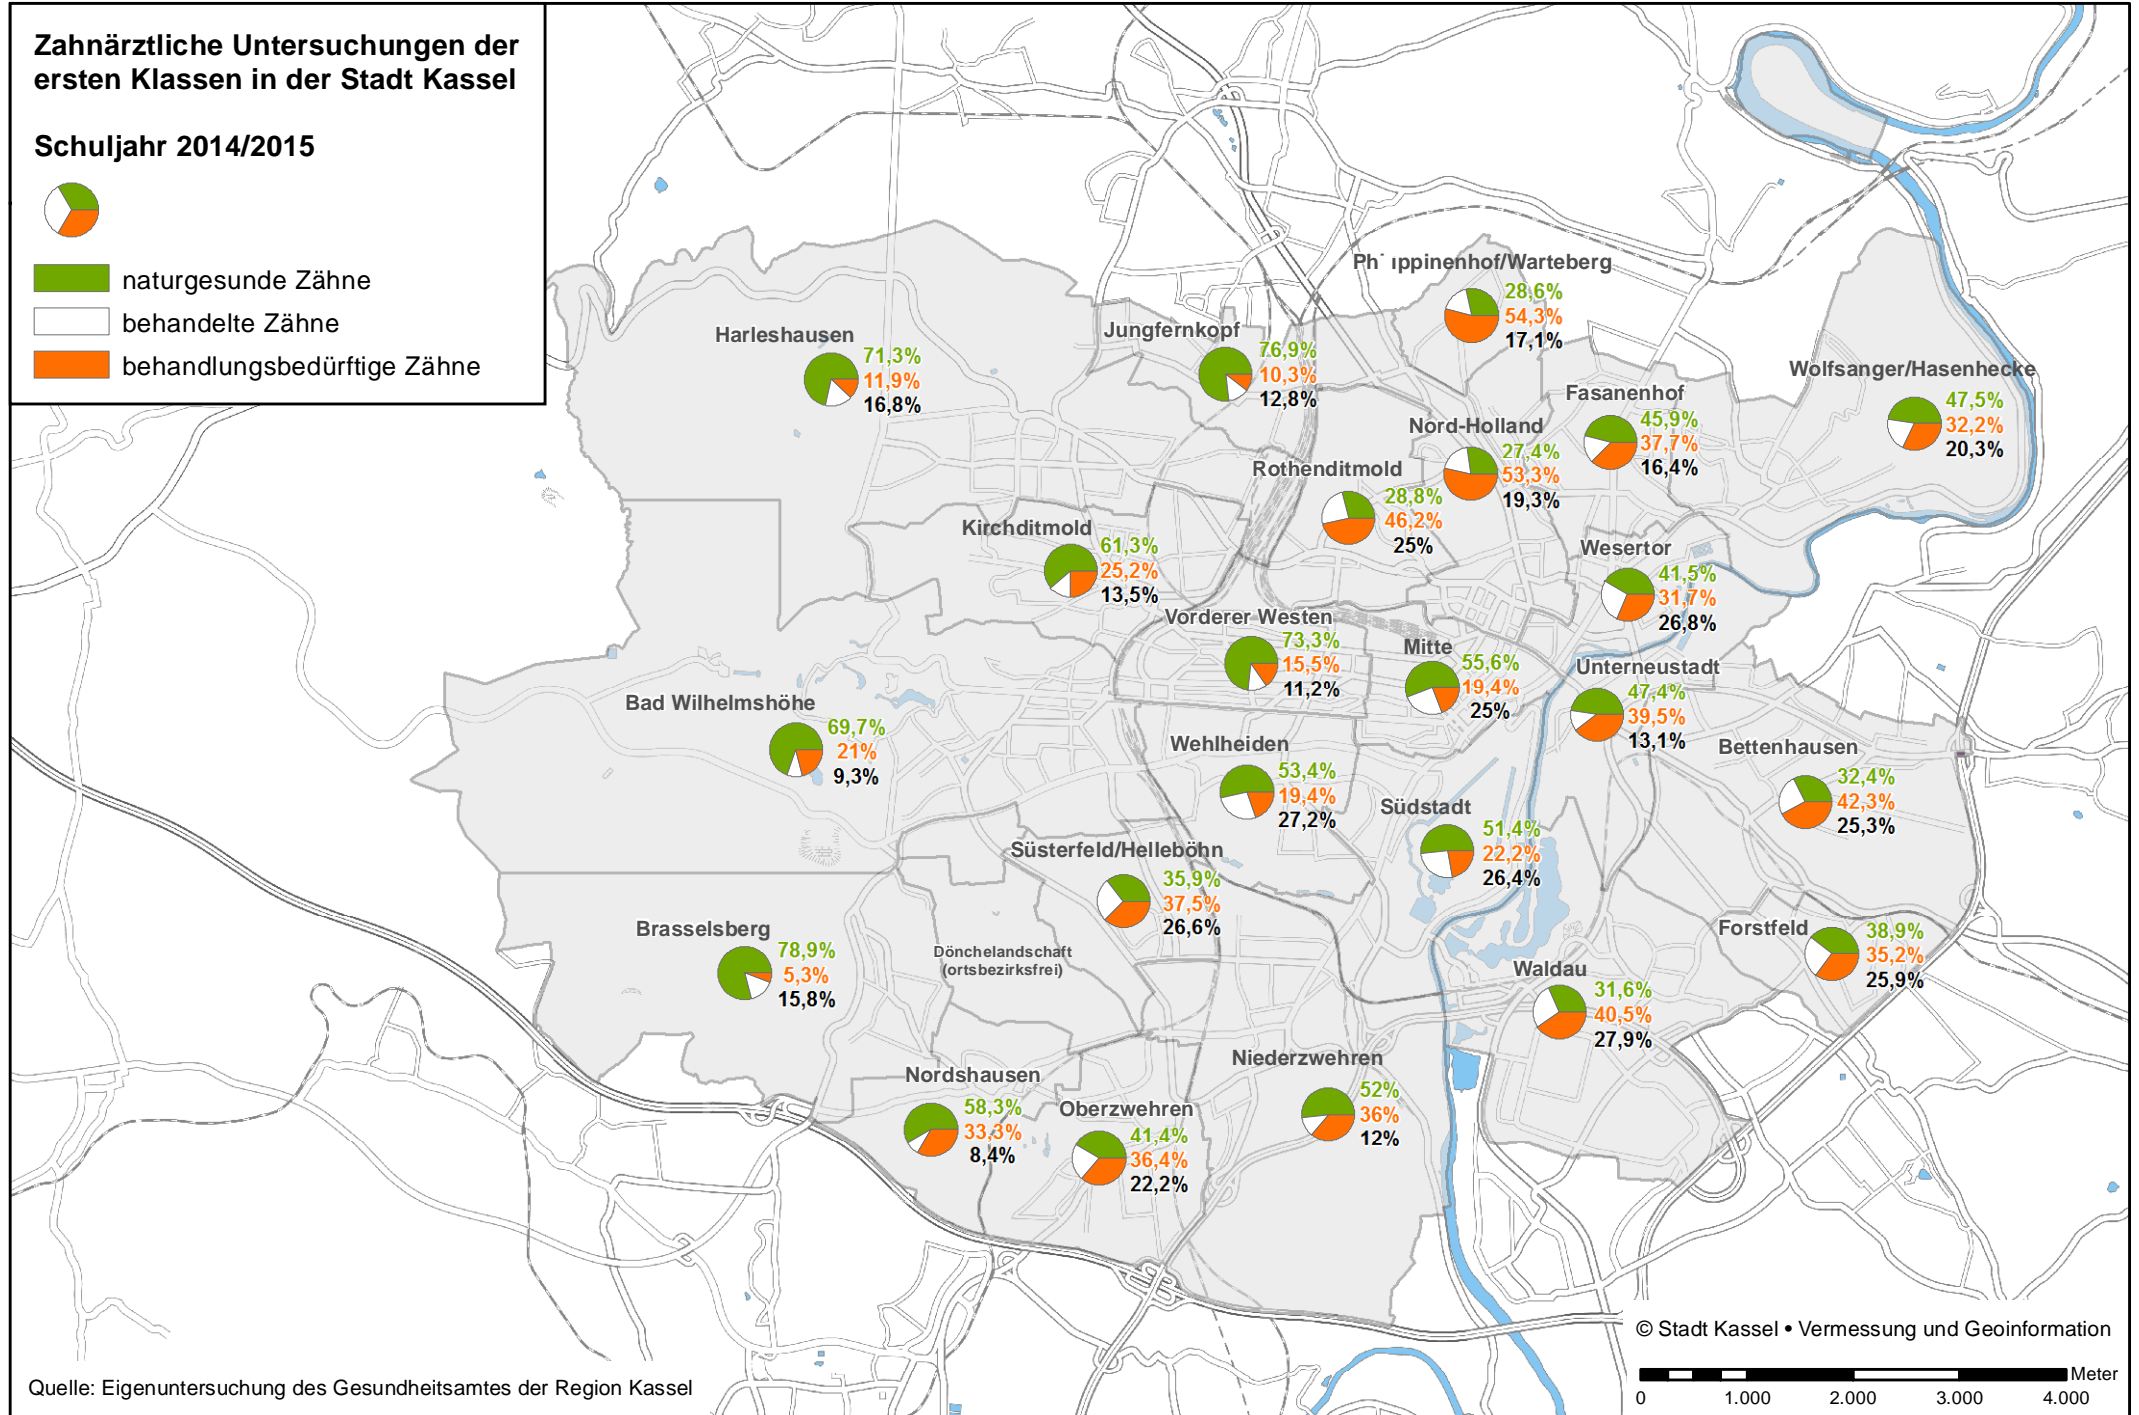 Zahnärztliche Untersuchungen der
ersten Klassen in der Stadt Kassel
Schuljahr 2014/2015
naturgesunde Zähne
behandelte Zähne
behandlungsbedürftige Zähne
Harleshausen
71,3%
11,9%
16,8%
Jungfernkopf
76,9%
10,3%
12,8%
28,6%
54,3%
17,1%
Wolfsanger/Hasenhecke
47,5%
32,2%
20,3%
Fasanenhof
45,9%
37,7%
16,4%
Nord-Holland
27,4%
53,3%
19,3%
Rothenditmold
28,8%
46,2%
25%
Kirchditmold
61,3%
25,2%
13,5%
Wesertor
41,5%
31,7%
26,8%
Vorderer Westen
73,3%
15,5%
11,2%
Mitte
55,6%
19,4%
25%
Unterneustadt
47,4%
39,5%
13,1%
Bad Wilhelmshöhe
69,7%
21%
9,3%
Wehlheiden
53,4%
19,4%
27,2%
Bettenhausen
32,4%
42,3%
25,3%
Südstadt
51,4%
22,2%
26,4%
Süsterfeld/Helleböhn
35,9%
37,5%
26,6%
Brasselsberg
78,9%
5,3%
15,8%
Dönchelandschaft
(ortsbezirksfrei)
Forstfeld
38,9%
35,2%
25,9%
Waldau
31,6%
40,5%
27,9%
Niederzwehren
52%
36%
12%
Nordshausen
58,3%
33,3%
8,4%
Oberzwehren
41,4%
36,4%
22,2%
© Stadt Kassel • Vermessung und Geoinformation
Meter
0 1.000 2.000 3.000 4.000
Quelle: Eigenuntersuchung des Gesundheitsamtes der Region Kassel